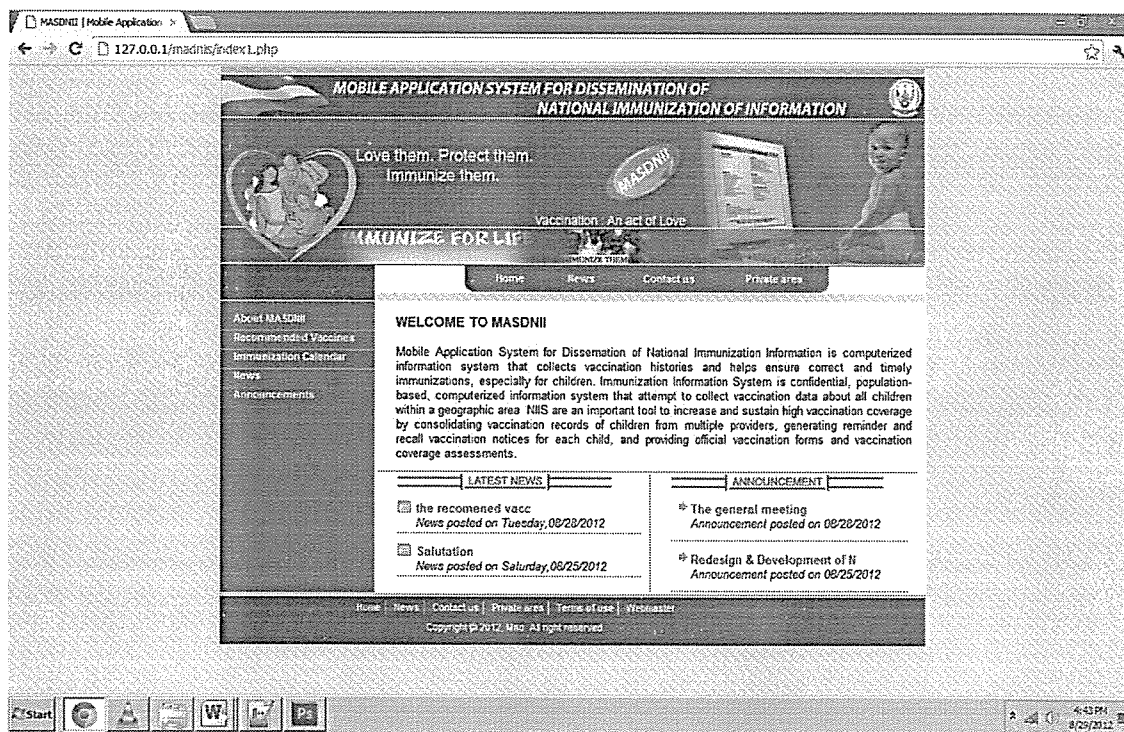 MASDNII | Mobile Application ×
127.0.0.1/madnis/index1.php
MOBILE APPLICATION SYSTEM FOR DISSEMINATION OF
NATIONAL IMMUNIZATION OF INFORMATION
Love them. Protect them.
Immunize them.
MASDNII
Vaccination : An act of Love
MUNIZE FOR LIF
MUNIZE THEM
Home News Contact us Private area
About MASDNII
Recommended Vaccines
Immunization Calendar
News
Announcements
WELCOME TO MASDNII
Mobile Application System for Dissemation of National Immunization Information is computerized
information system that collects vaccination histories and helps ensure correct and timely
immunizations, especially for children. Immunization Information System is confidential, population-
based, computerized information system that attempt to collect vaccination data about all children
within a geographic area NIIS are an important tool to increase and sustain high vaccination coverage
by consolidating vaccination records of children from multiple providers, generating reminder and
recall vaccination notices for each child, and providing official vaccination forms and vaccination
coverage assessments.
LATEST NEWS
the recomened vacc
News posted on Tuesday,08/28/2012
Salutation
News posted on Saturday,08/25/2012
ANNOUNCEMENT
The general meeting
Announcement posted on 08/28/2012
Redesign & Development of N
Announcement posted on 08/25/2012
Home | News | Contact us | Private area | Terms of use | Webmaster
Copyright @ 2012, All right reserved
Start
W
Ps
4:43 PM
8/29/2012